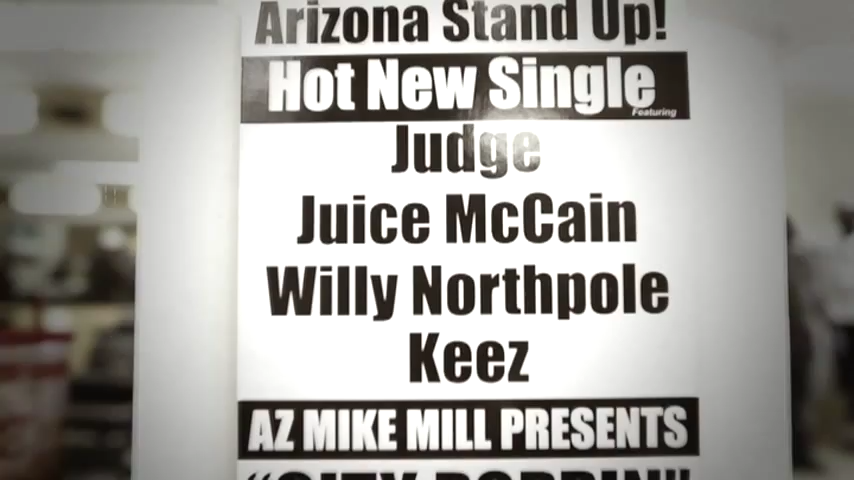 Arizona Stand Up!
Hot New Single
Featuring
Judge
Juice McCain
Willy Northpole
Keez
AZ MIKE MILL PRESENTS